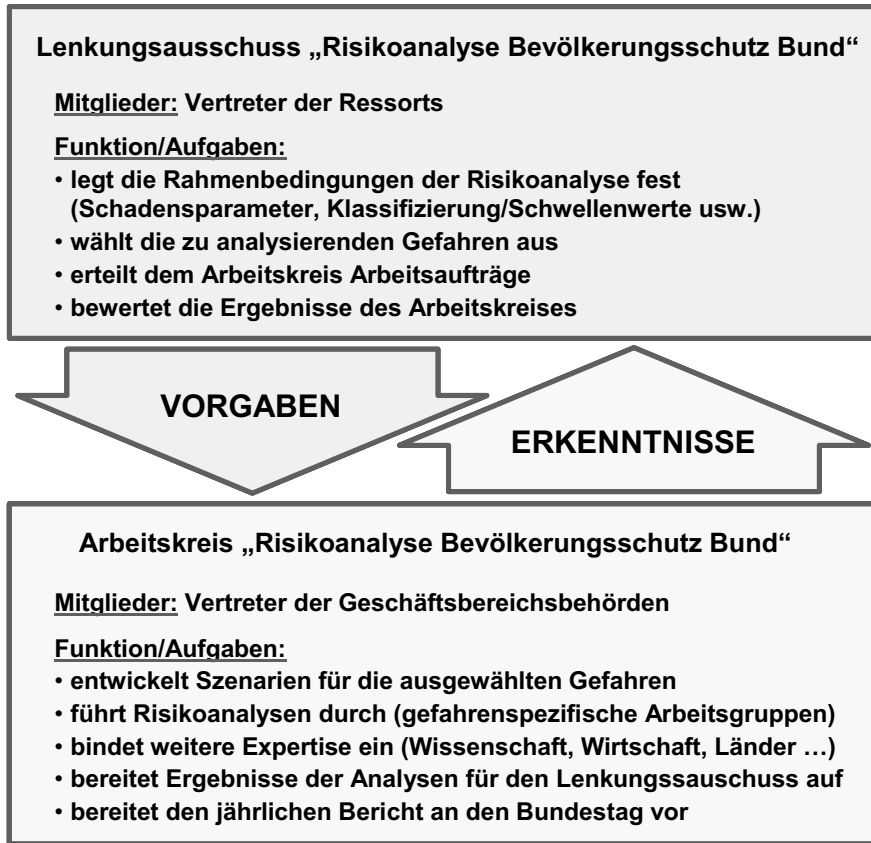 Lenkungsausschuss „Risikoanalyse Bevölkerungsschutz Bund“
Mitglieder: Vertreter der Ressorts
Funktion/Aufgaben:
• legt die Rahmenbedingungen der Risikoanalyse fest
(Schadensparameter, Klassifizierung/Schwellenwerte usw.)
• wählt die zu analysierenden Gefahren aus
• erteilt dem Arbeitskreis Arbeitsaufträge
• bewertet die Ergebnisse des Arbeitskreises
VORGABEN
ERKENNTNISSE
Arbeitskreis „Risikoanalyse Bevölkerungsschutz Bund“
Mitglieder: Vertreter der Geschäftsbereichsbehörden
Funktion/Aufgaben:
• entwickelt Szenarien für die ausgewählten Gefahren
• führt Risikoanalysen durch (gefahrenspezifische Arbeitsgruppen)
• bindet weitere Expertise ein (Wissenschaft, Wirtschaft, Länder …)
• bereitet Ergebnisse der Analysen für den Lenkungssauschuss auf
• bereitet den jährlichen Bericht an den Bundestag vor